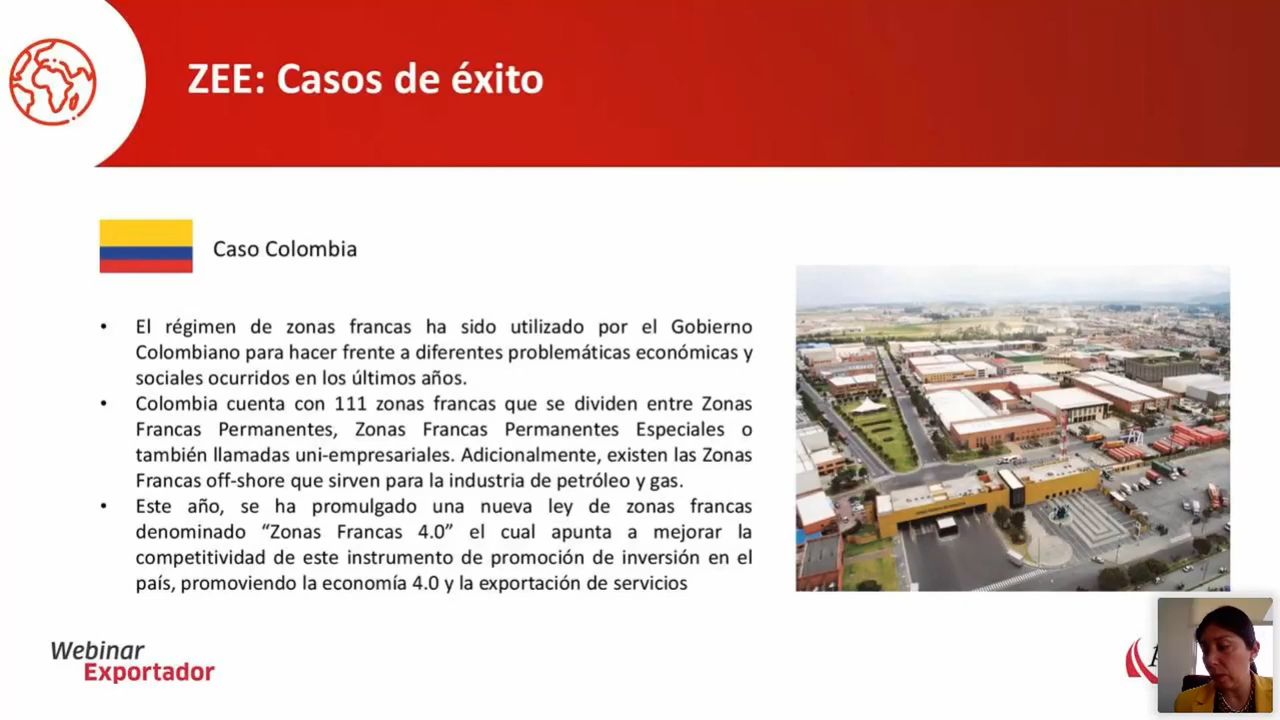 ZEE: Casos de éxito
Caso Colombia
• El régimen de zonas francas ha sido utilizado por el Gobierno
Colombiano para hacer frente a diferentes problemáticas económicas y
sociales ocurridos en los últimos años.
• Colombia cuenta con 111 zonas francas que se dividen entre Zonas
Francas Permanentes, Zonas Francas Permanentes Especiales o
también llamadas uni-empresariales. Adicionalmente, existen las Zonas
Francas off-shore que sirven para la industria de petróleo y gas.
• Este año, se ha promulgado una nueva ley de zonas francas
denominado “Zonas Francas 4.0” el cual apunta a mejorar la
competitividad de este instrumento de promoción de inversión en el
país, promoviendo la economía 4.0 y la exportación de servicios
Webinar
Exportador